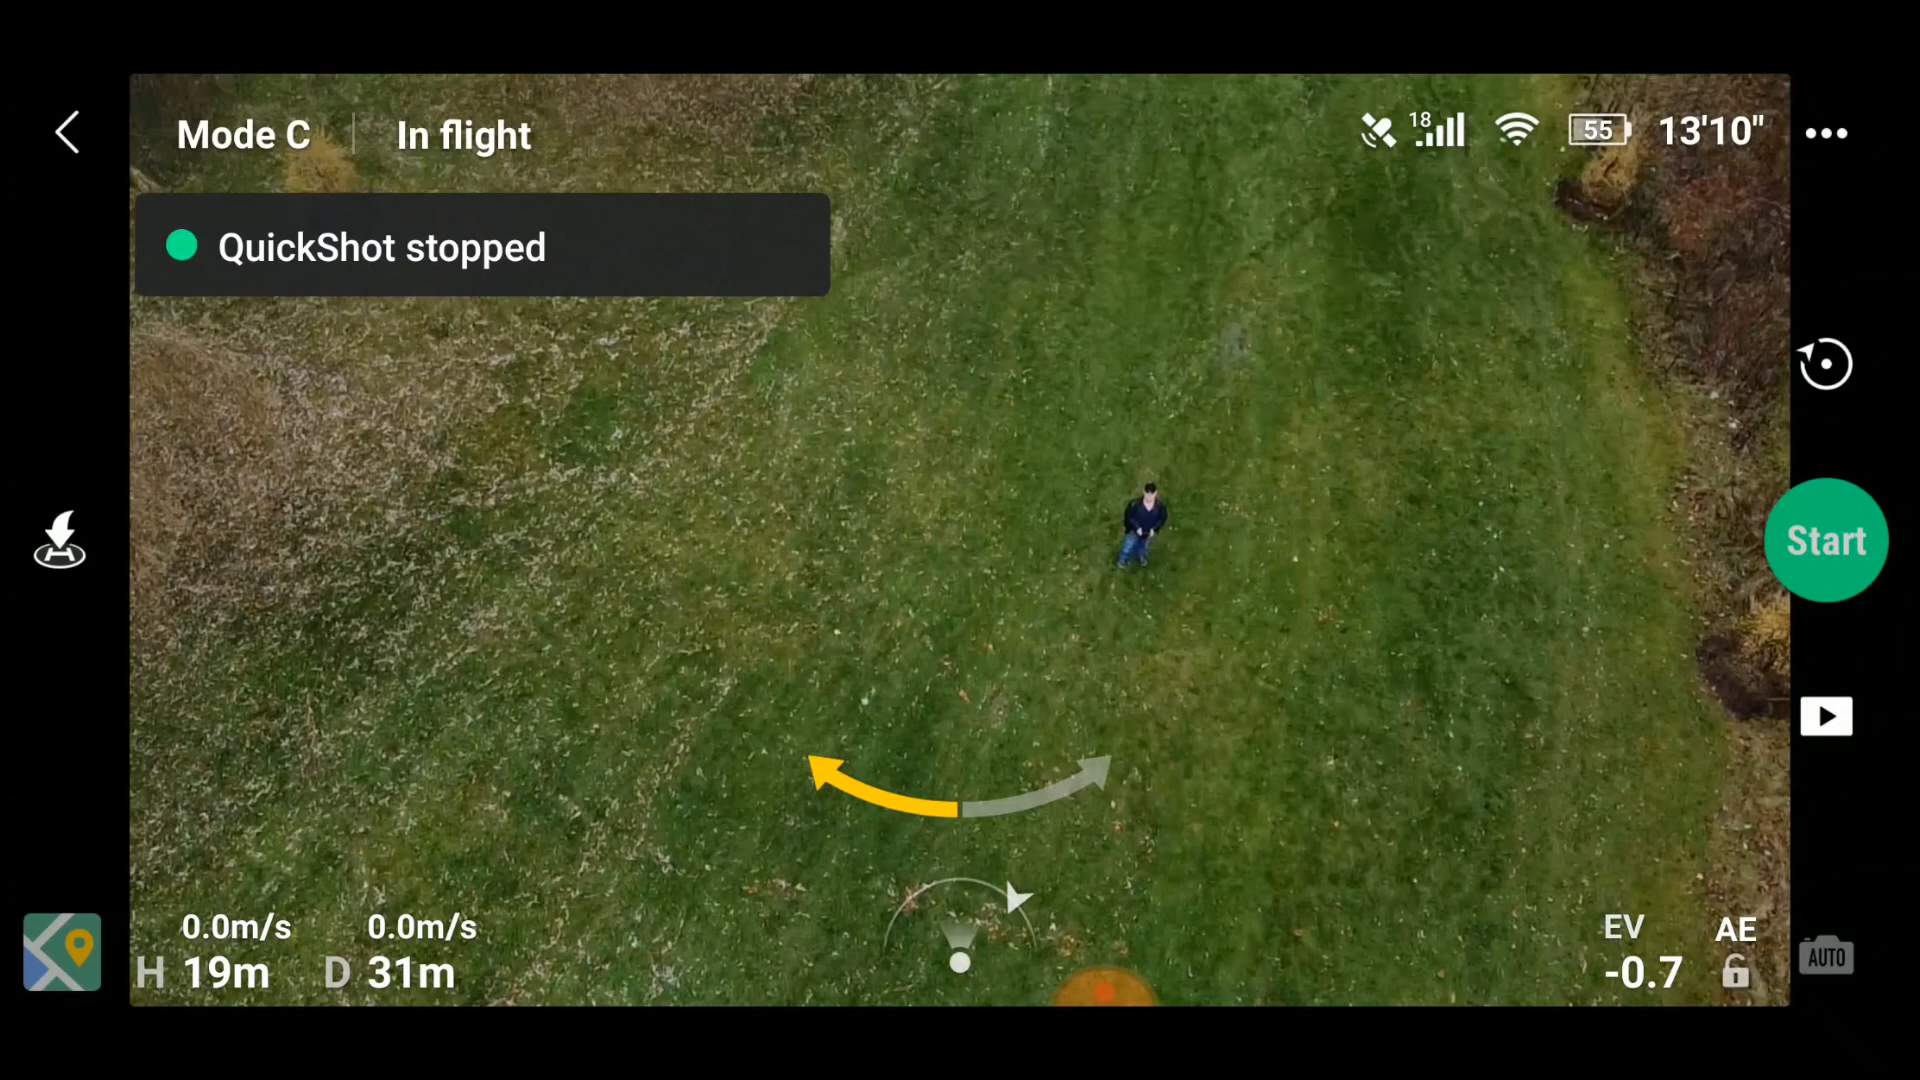 Mode C
In flight
18
55
13'10"
QuickShot stopped
Start
0.0m/s
0.0m/s
H 19m
D 31m
EV
-0.7
AE
AUTO